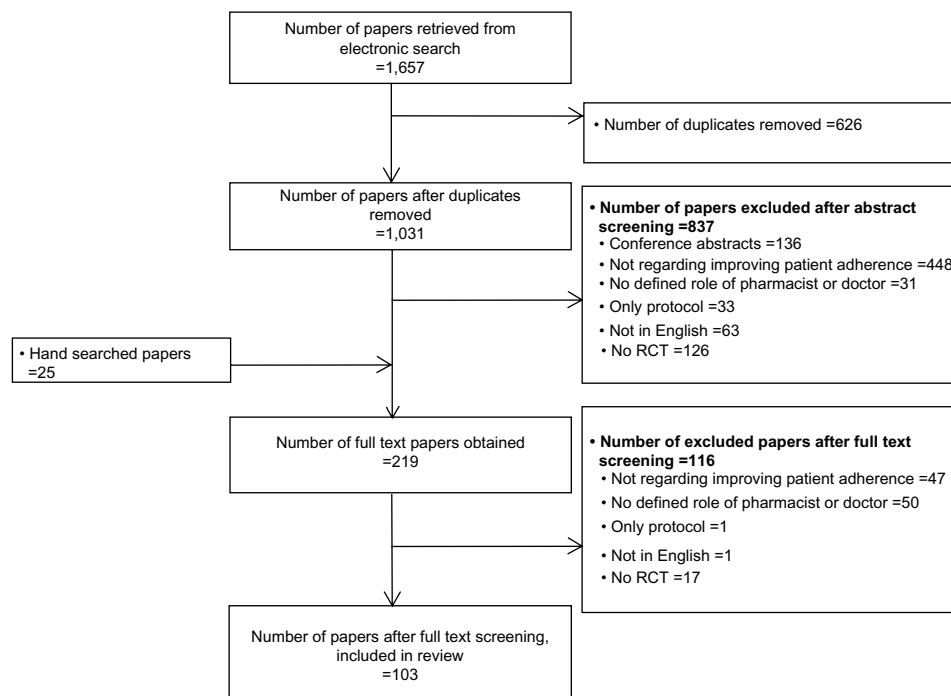 Number of papers retrieved from
electronic search
=1,657
• Number of duplicates removed =626
Number of papers after duplicates
removed
=1,031
• Number of papers excluded after abstract
screening =837
• Conference abstracts =136
• Not regarding improving patient adherence =448
• No defined role of pharmacist or doctor =31
• Only protocol =33
• Not in English =63
• No RCT =126
• Hand searched papers
=25
Number of full text papers obtained
=219
• Number of excluded papers after full text
screening =116
• Not regarding improving patient adherence =47
• No defined role of pharmacist or doctor =50
• Only protocol =1
• Not in English =1
• No RCT =17
Number of papers after full text screening,
included in review
=103